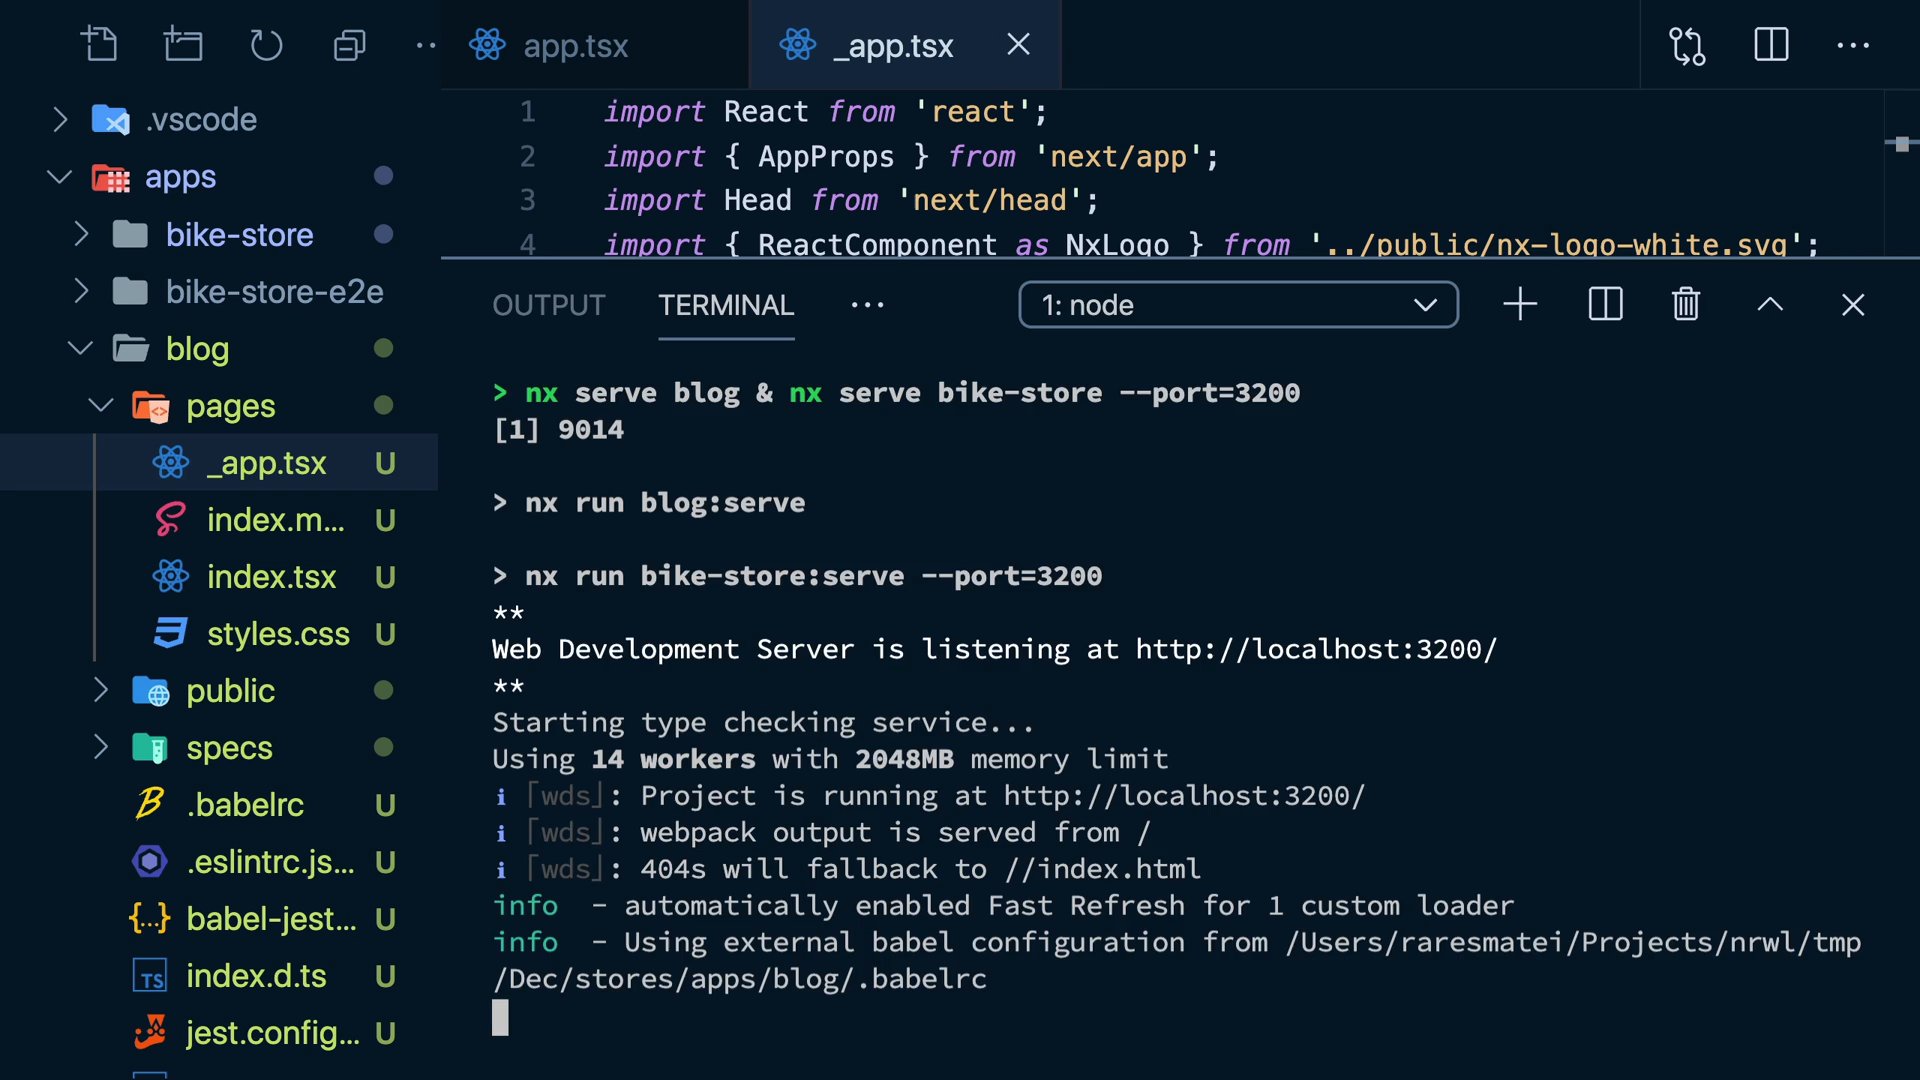 app.tsx
_app.tsx
.vscode
apps
bike-store
bike-store-e2e
blog
pages
_app.tsx U
index.m... U
index.tsx U
styles.css U
public
specs
.babelrc U
.eslintrc.js... U
babel-jest... U
index.d.ts U
jest.config... U
1 import React from 'react';
2 import { AppProps } from 'next/app';
3 import Head from 'next/head';
4 import { ReactComponent as NxLogo } from '../public/nx-logo-white.svg';
OUTPUT TERMINAL ... 1: node
> nx serve blog & nx serve bike-store --port=3200
[1] 9014
> nx run blog:serve
> nx run bike-store:serve --port=3200
**
Web Development Server is listening at http://localhost:3200/
**
Starting type checking service...
Using 14 workers with 2048MB memory limit
i ｢wds｣: Project is running at http://localhost:3200/
i ｢wds｣: webpack output is served from /
i ｢wds｣: 404s will fallback to //index.html
info - automatically enabled Fast Refresh for 1 custom loader
info - Using external babel configuration from /Users/raresmatei/Projects/nrwl/tmp
/Dec/stores/apps/blog/.babelrc